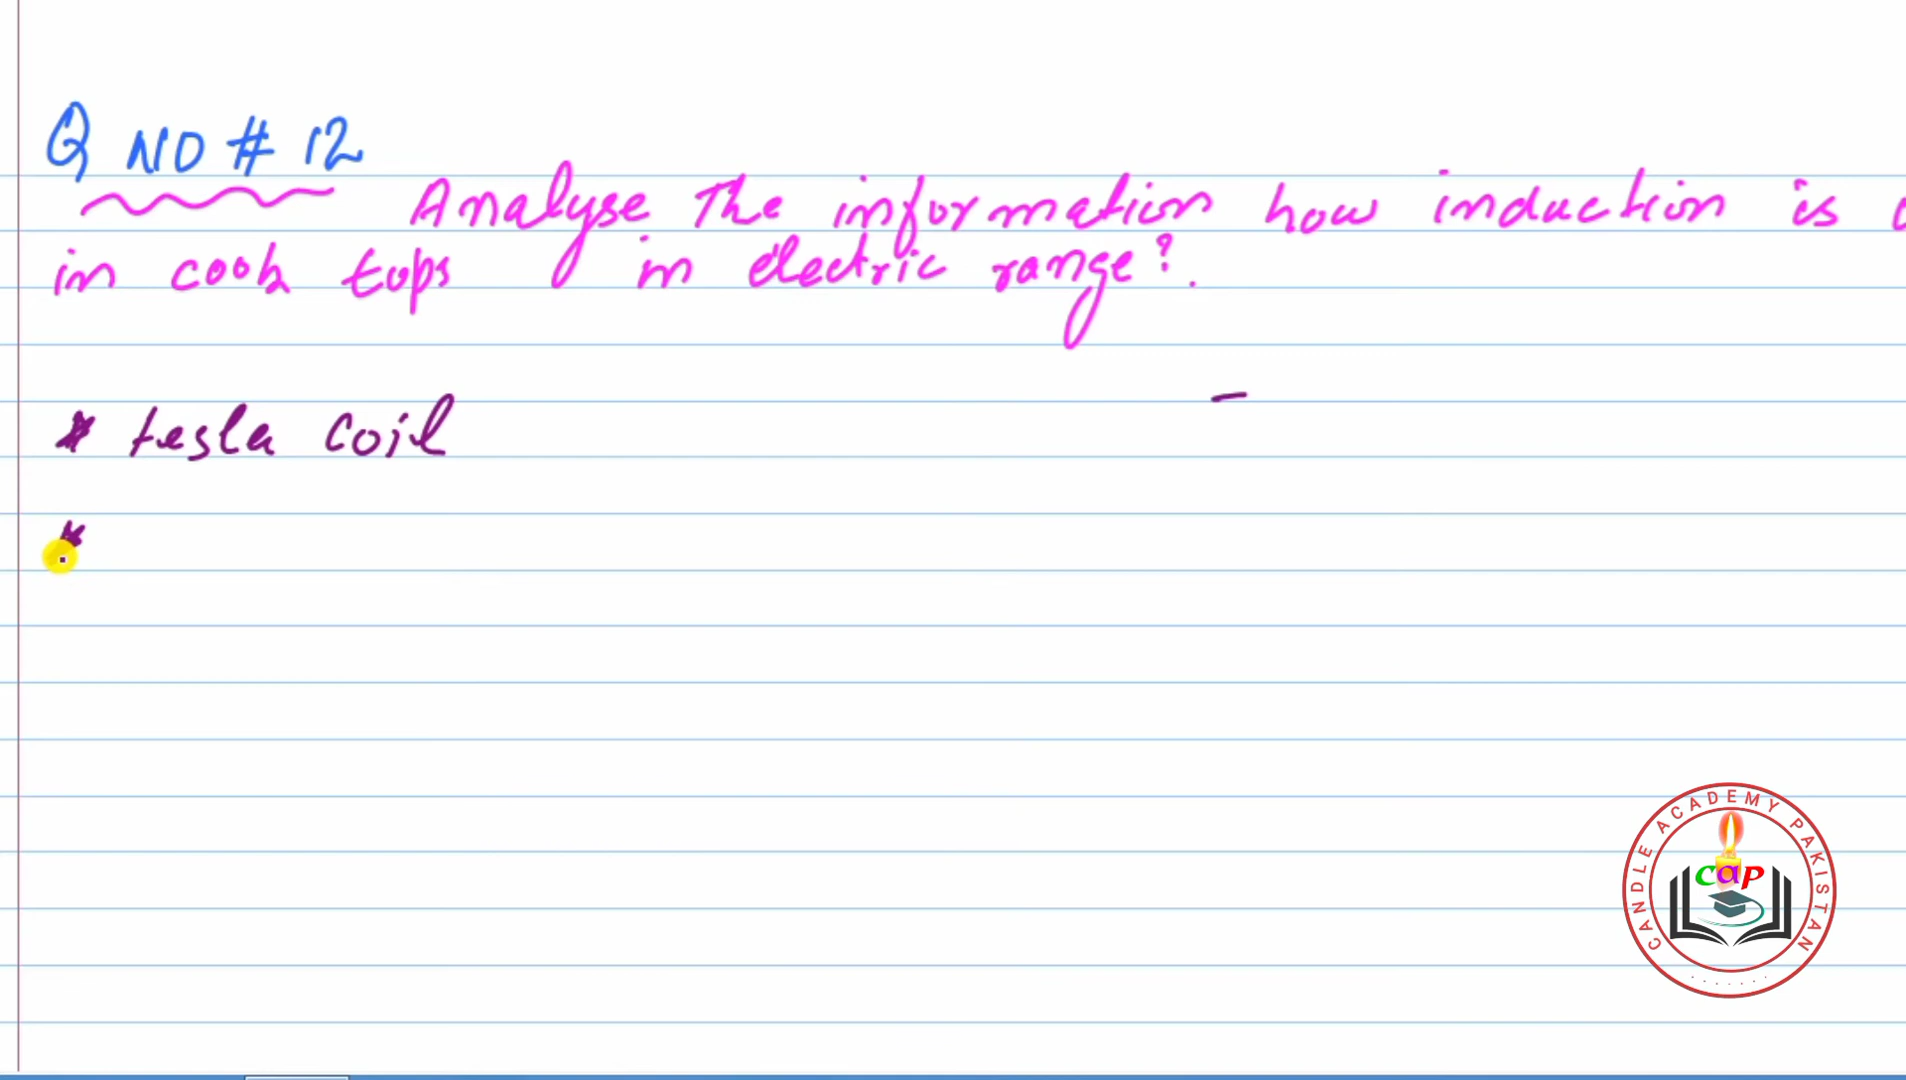 Q NO # 12
Analyse The information how induction is
in cook tops in electric range?.
* tesla coil
*
CANDLE ACADEMY PAKISTAN
cap